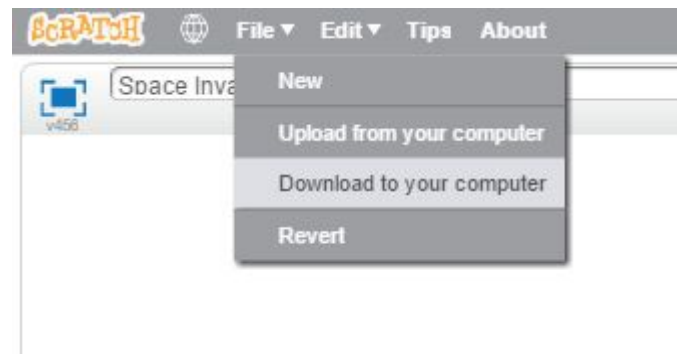 SCRATCH File ▼ Edit ▼ Tips About
Space Inva
New
v456
Upload from your computer
Download to your computer
Revert